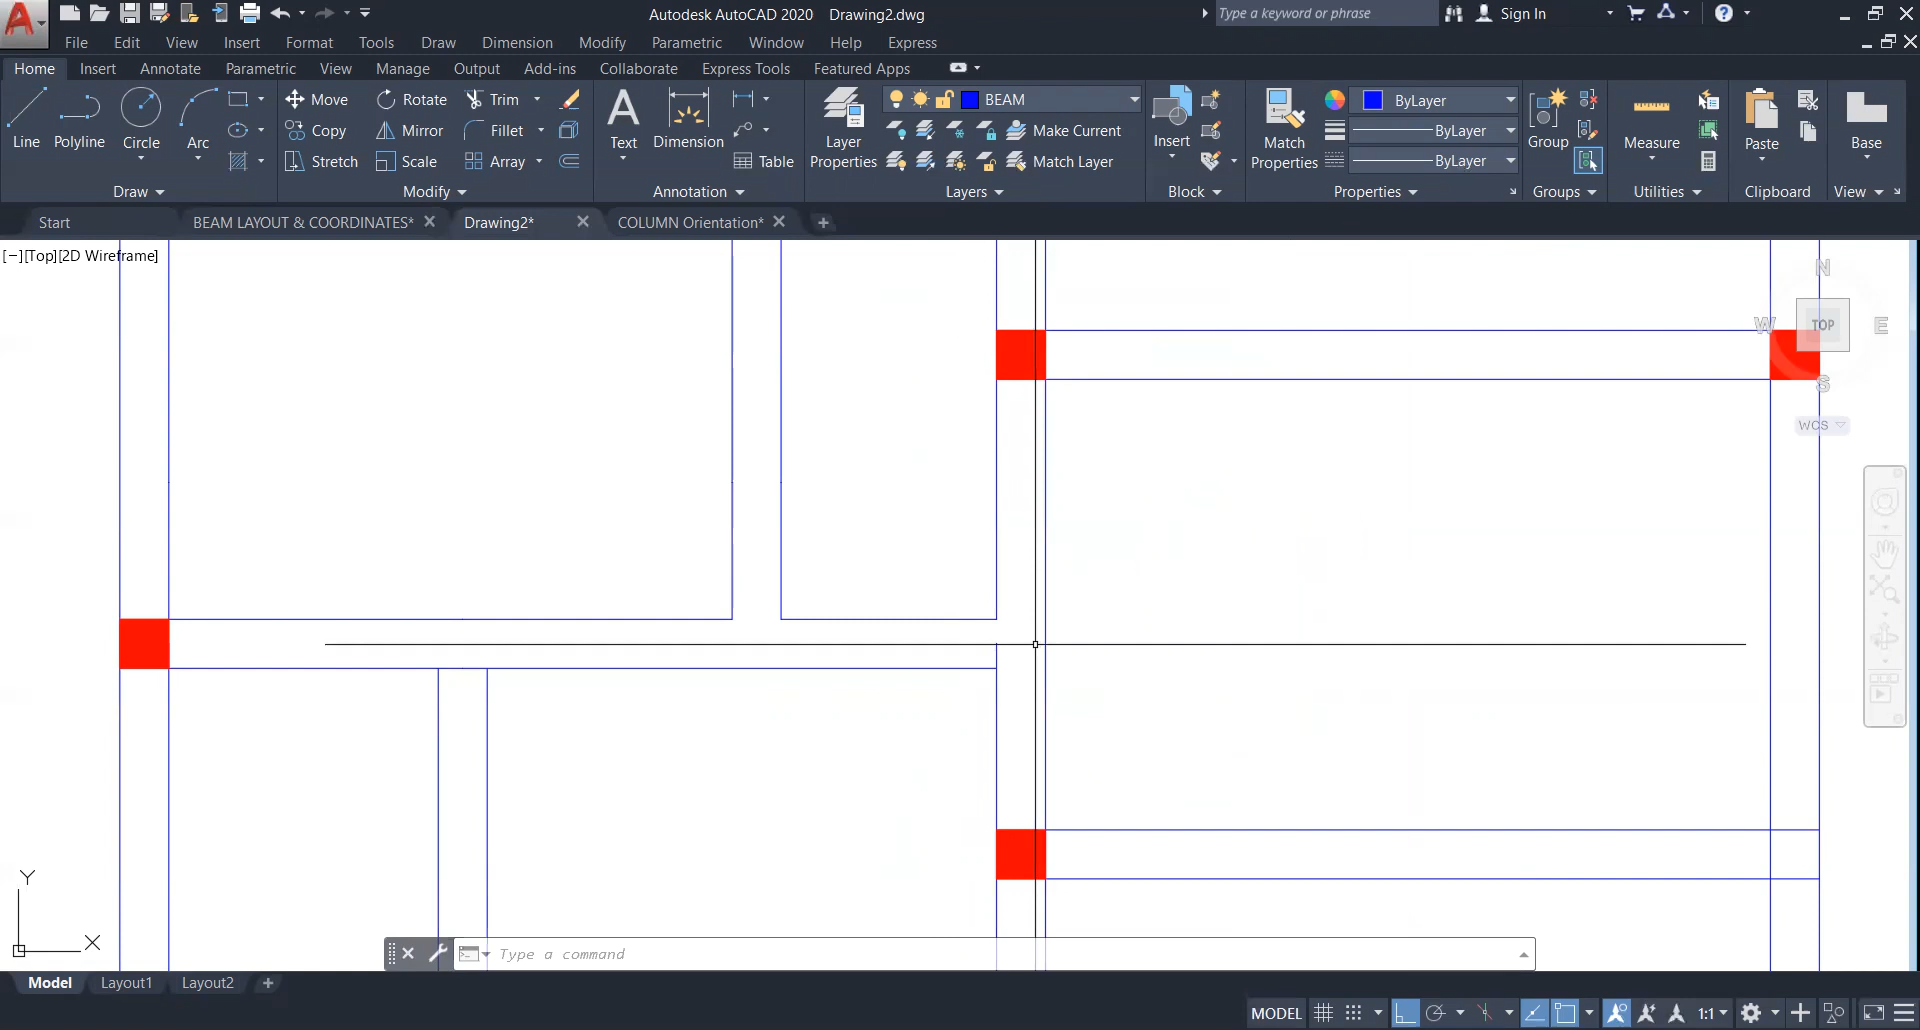 Autodesk AutoCAD 2020 Drawing2.dwg
Type a keyword or phrase
Sign In
File Edit View Insert Format Tools Draw Dimension Modify Parametric Window Help Express
Home Insert Annotate Parametric View Manage Output Add-ins Collaborate Express Tools Featured Apps
Line Polyline Circle Arc
Move Rotate Trim
Copy Mirror Fillet
Stretch Scale Array
Text Dimension Table
Layer Properties
BEAM
Make Current
Match Layer
Insert
Match Properties
ByLayer
ByLayer
ByLayer
Group
Measure
Paste
Base
Draw Modify Annotation Layers Block Properties Groups Utilities Clipboard View
Start BEAM LAYOUT & COORDINATES* Drawing2* COLUMN Orientation*
[−][Top][2D Wireframe]
N
W TOP E
S
WCS
Y
X
Type a command
Model Layout1 Layout2
MODEL 1:1